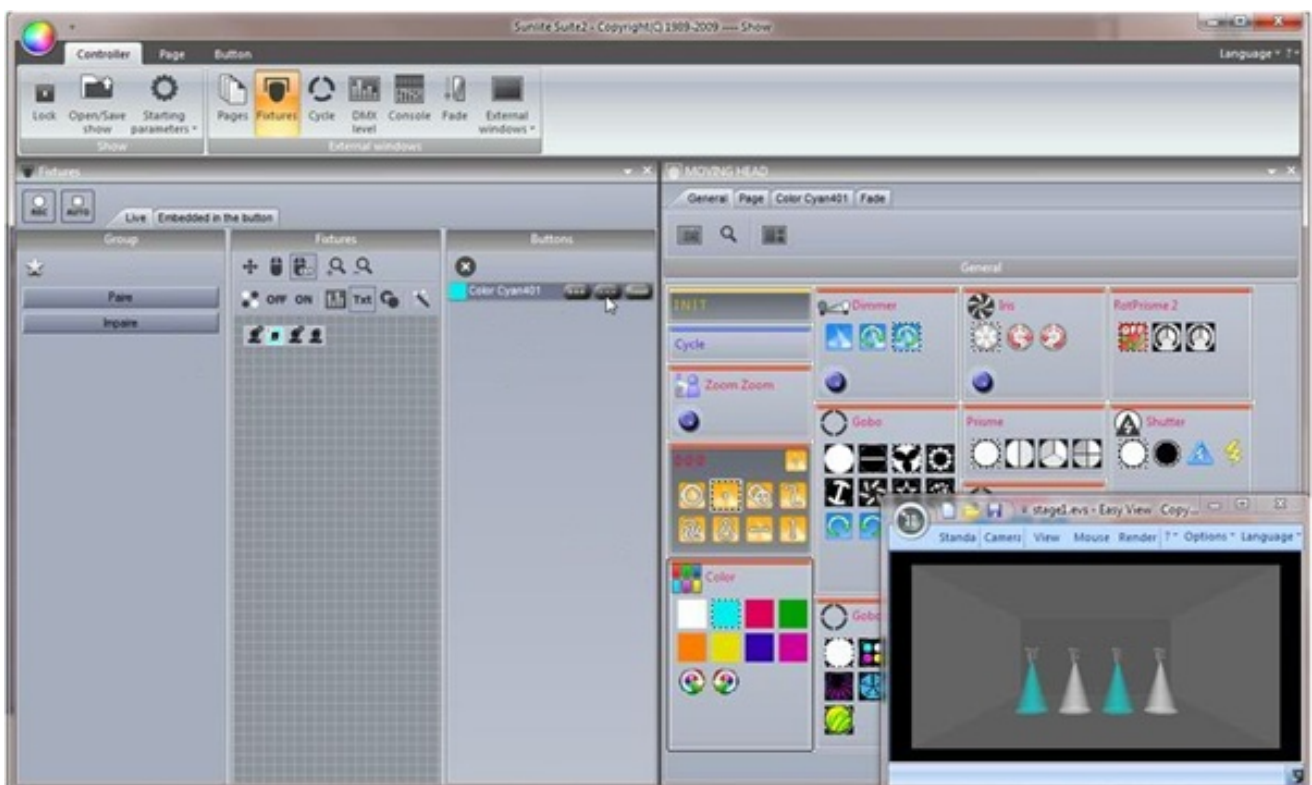 Sunlite Suite2 - Copyright(C) 1989-2009 ---- Show
Controller Page Button Language ?
Lock Open/Save show Starting parameters Pages Fixtures Cycle DMX level Console Fade External windows
Show External windows
Fixtures MOVING HEAD
General Page Color Cyan401 Fade
REC AUTO Live Embedded in the button
Group Fixtures Buttons
General
OFF ON Txt
Color Cyan401
Paire
Impaire
INIT Dimmer Iris RotPrisme 2
OFF
Cycle
Zoom Zoom
Gobo Prisme Shutter
stage1.evs - Easy View Copy...
Standa Camera View Mouse Render ? Options Language
Color
Gobo